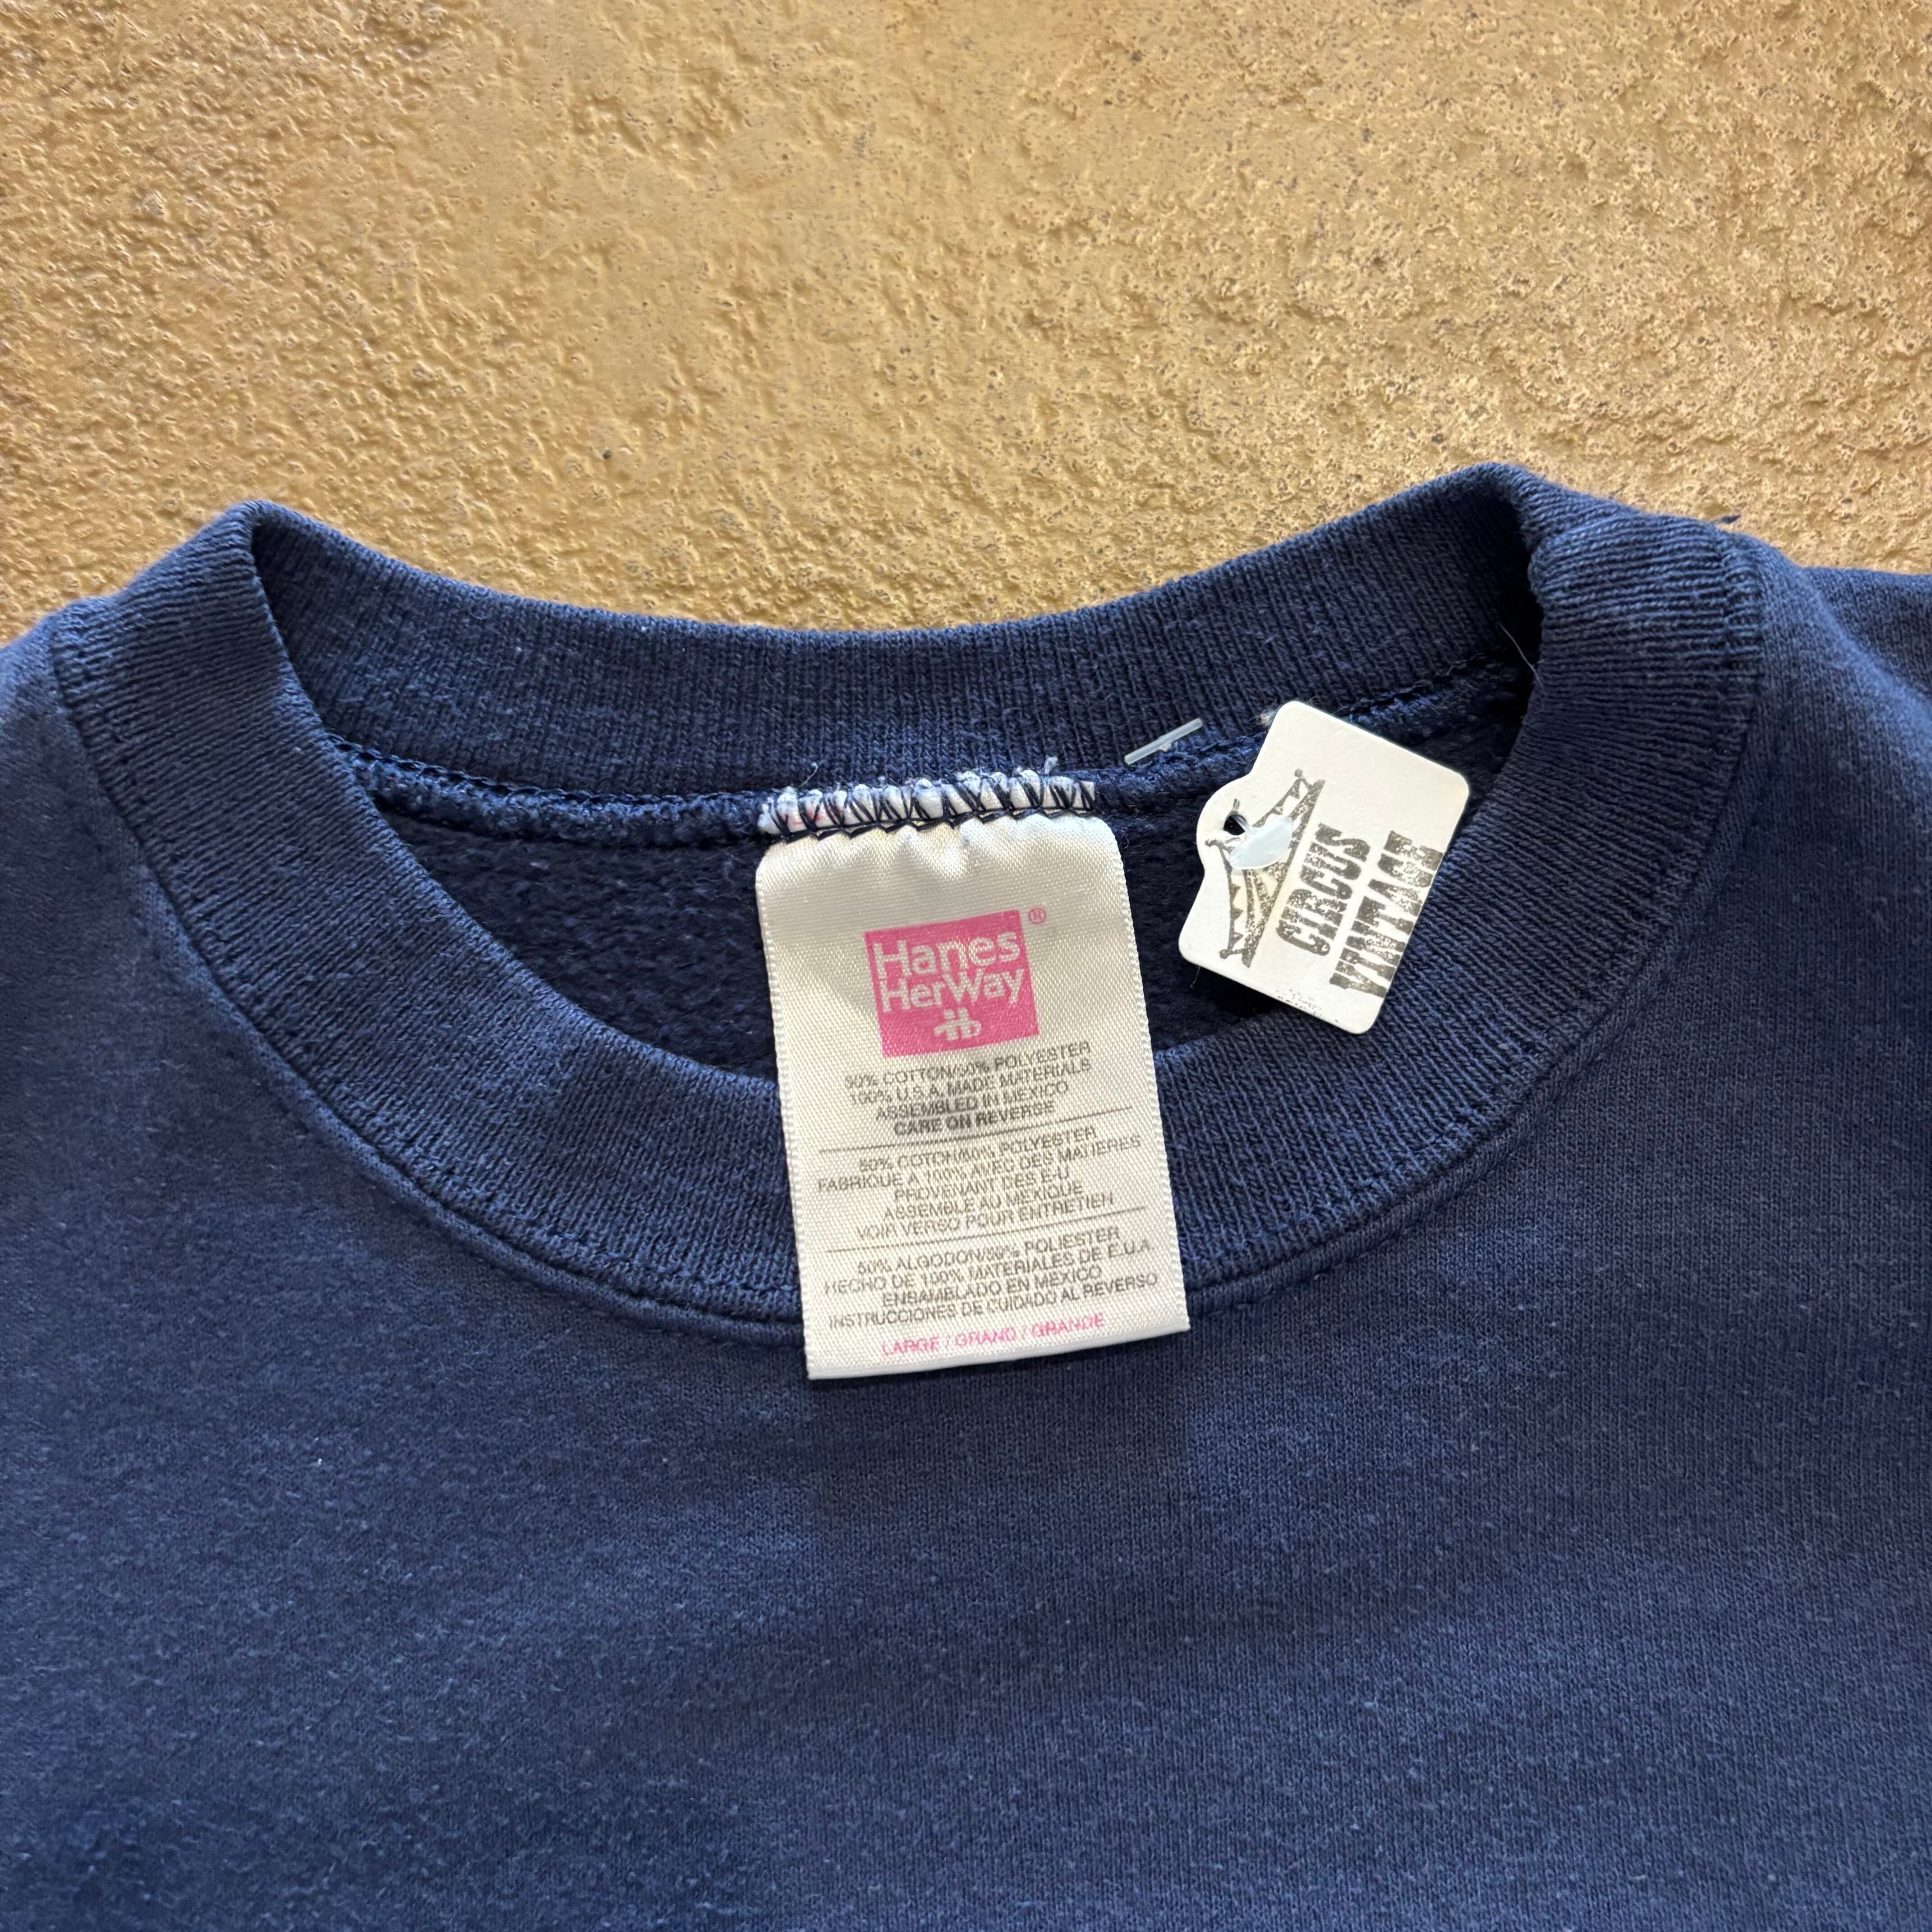 Hanes ®
HerWay
50% COTTON/50% POLYESTER
100% U.S.A. MADE MATERIALS
ASSEMBLED IN MEXICO
CARE ON REVERSE
50% COTON/50% POLYESTER
FABRIQUE A 100% AVEC DES MATIERES
PROVENANT DES E-U
ASSEMBLE AU MEXIQUE
VOIR VERSO POUR ENTRETIEN
50% ALGODON/50% POLIESTER
HECHO DE 100% MATERIALES DE E.U.A.
ENSAMBLADO EN MEXICO
INSTRUCCIONES DE CUIDADO AL REVERSO
LARGE / GRAND / GRANDE
CIRCUS
VINTAGE